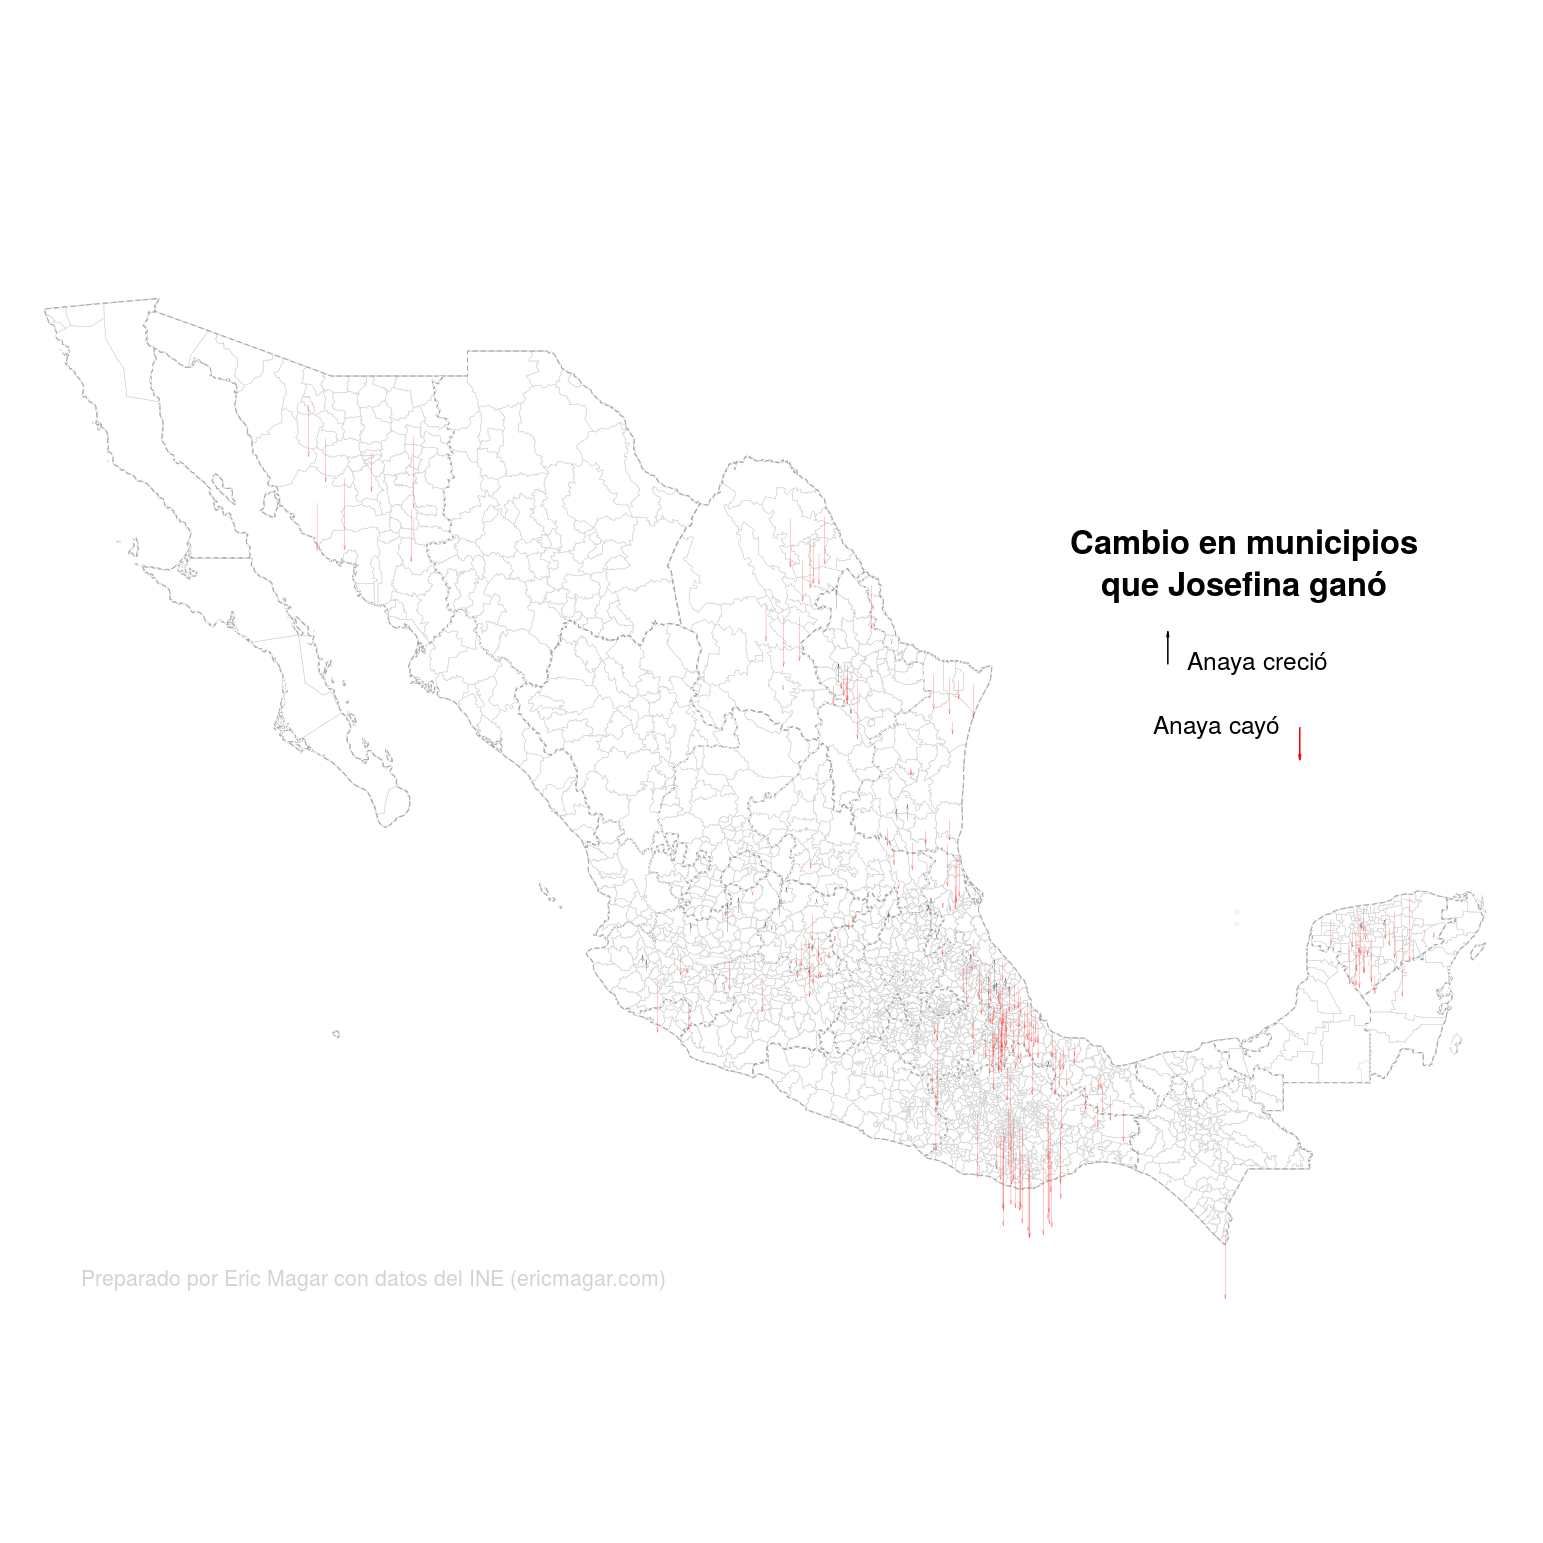 Cambio en municipios
que Josefina ganó
Anaya creció
Anaya cayó
Preparado por Eric Magar con datos del INE (ericmagar.com)